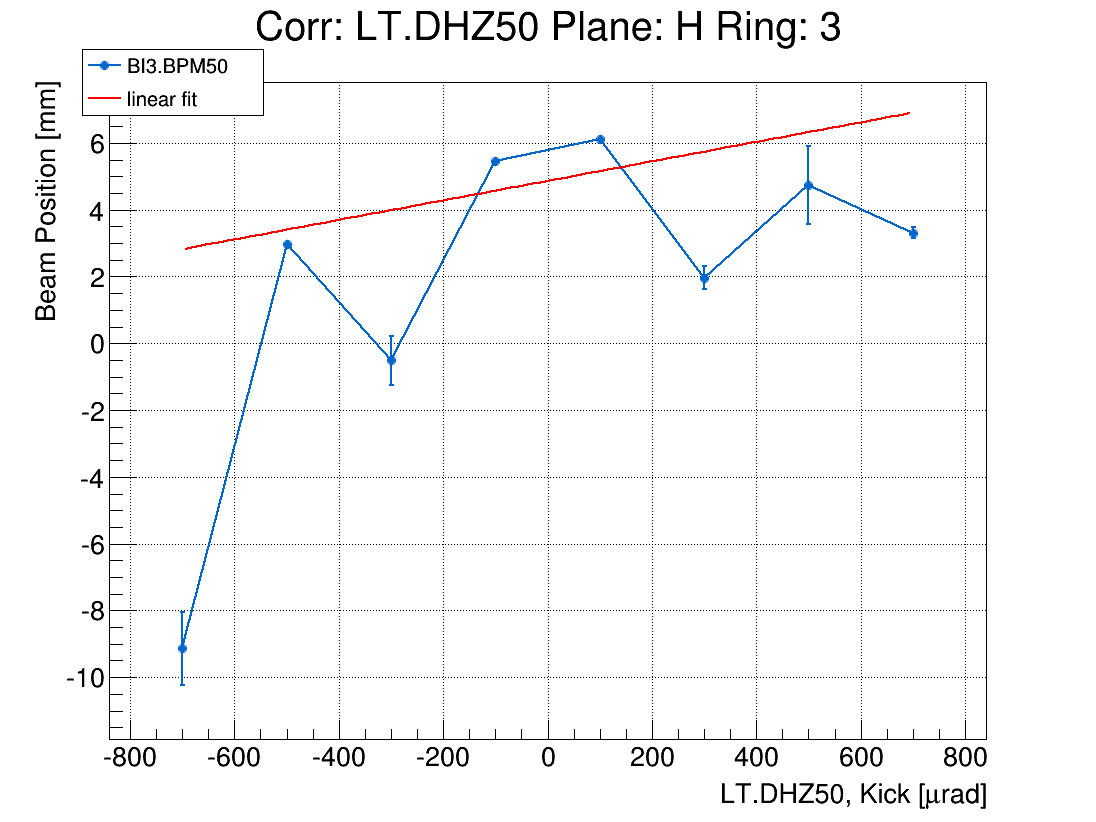 Corr: LT.DHZ50 Plane: H Ring: 3
BI3.BPM50
linear fit
Beam Position [mm]
6
4
2
0
-2
-4
-6
-8
-10
-800 -600 -400 -200 0 200 400 600 800
LT.DHZ50, Kick [μrad]